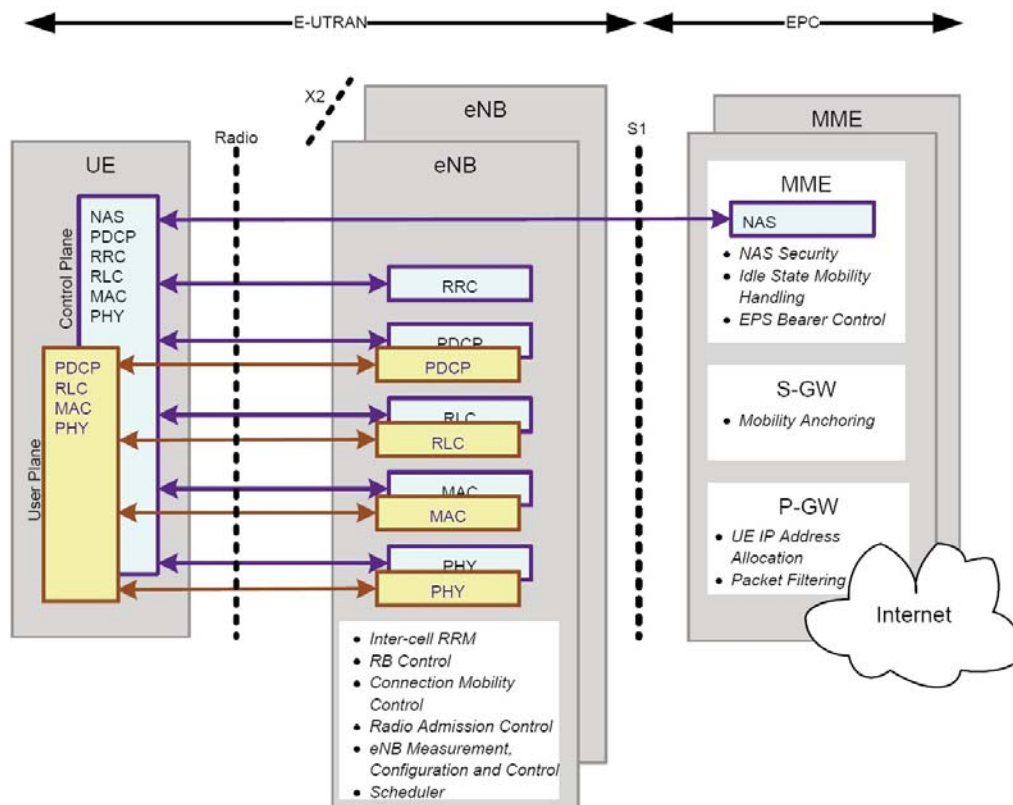 E-UTRAN
EPC
X2
eNB
MME
Radio
S1
UE
eNB
MME
Control Plane
NAS
PDCP
RRC
RLC
MAC
PHY
User Plane
PDCP
RLC
MAC
PHY
RRC
PDCP
PDCP
RLC
RLC
MAC
MAC
PHY
PHY
• Inter-cell RRM
• RB Control
• Connection Mobility
Control
• Radio Admission Control
• eNB Measurement,
Configuration and Control
• Scheduler
NAS
• NAS Security
• Idle State Mobility
Handling
• EPS Bearer Control
S-GW
• Mobility Anchoring
P-GW
• UE IP Address
Allocation
• Packet Filtering
Internet